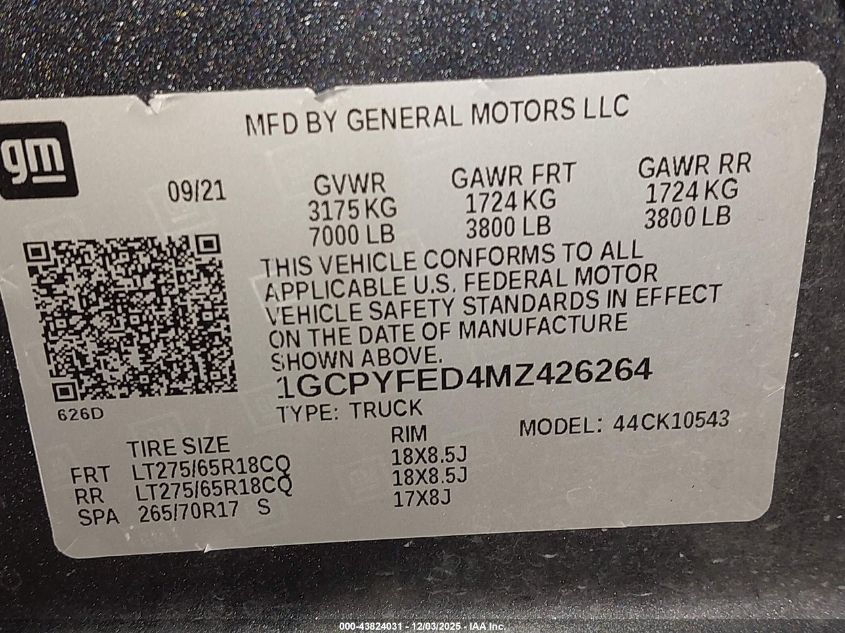 MFD BY GENERAL MOTORS LLC
gm
09/21
GVWR
3175 KG
7000 LB
GAWR FRT
1724 KG
3800 LB
GAWR RR
1724 KG
3800 LB
THIS VEHICLE CONFORMS TO ALL
APPLICABLE U.S. FEDERAL MOTOR
VEHICLE SAFETY STANDARDS IN EFFECT
ON THE DATE OF MANUFACTURE
SHOWN ABOVE.
1GCPYFED4MZ426264
626D
TYPE: TRUCK
MODEL: 44CK10543
TIRE SIZE RIM
FRT LT275/65R18CQ 18X8.5J
RR LT275/65R18CQ 18X8.5J
SPA 265/70R17 S 17X8J
000-43824031 - 12/03/2025 - IAA Inc.